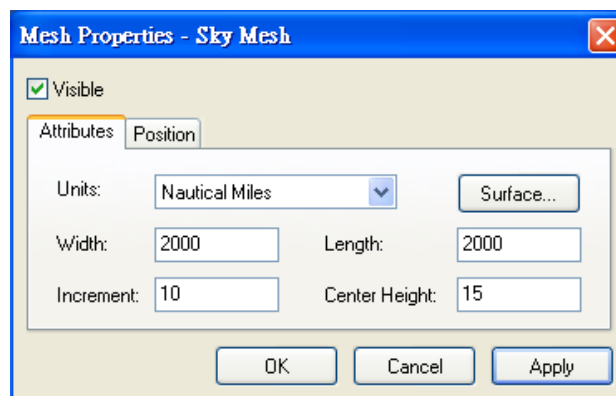 Mesh Properties - Sky Mesh
Visible
Attributes Position
Units: Nautical Miles Surface...
Width: 2000 Length: 2000
Increment: 10 Center Height: 15
OK Cancel Apply